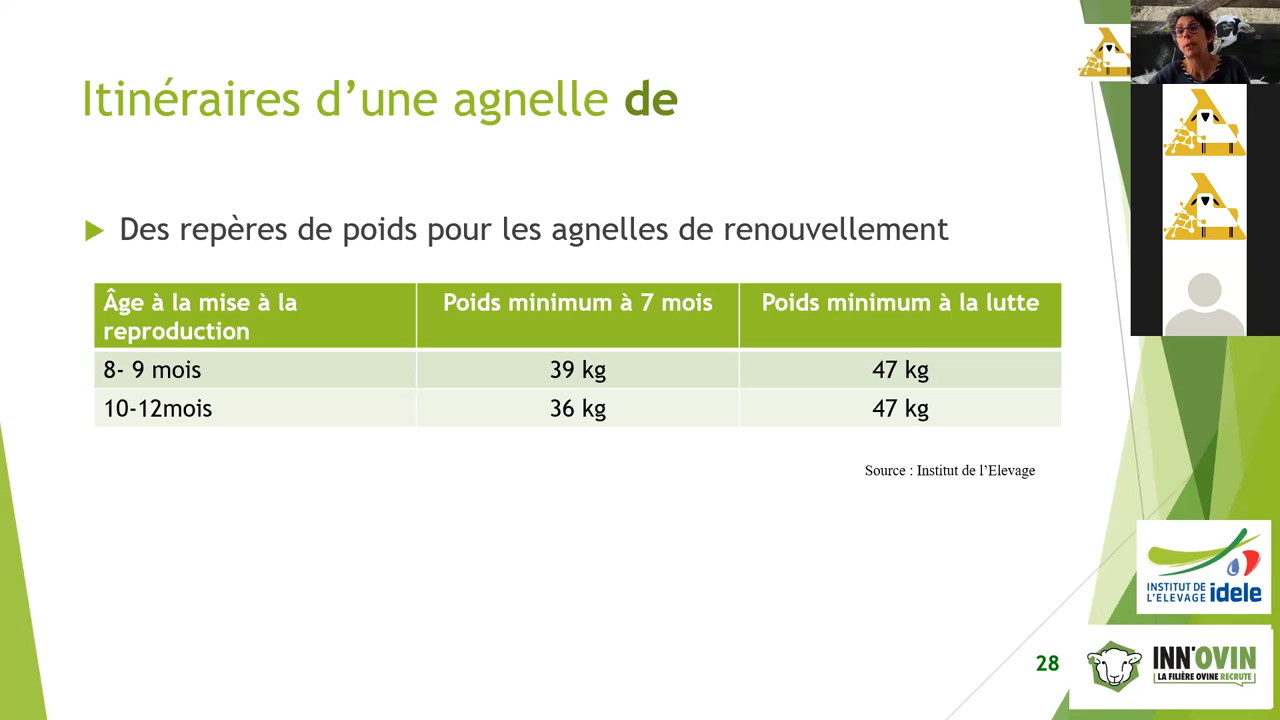 Itinéraires d’une agnelle de
Des repères de poids pour les agnelles de renouvellement
Âge à la mise à la
reproduction
Poids minimum à 7 mois
Poids minimum à la lutte
8- 9 mois
39 kg
47 kg
10-12mois
36 kg
47 kg
Source : Institut de l’Elevage
INSTITUT DE
L’ELEVAGE idele
28
INN'OVIN
LA FILIÈRE OVINE RECRUTE